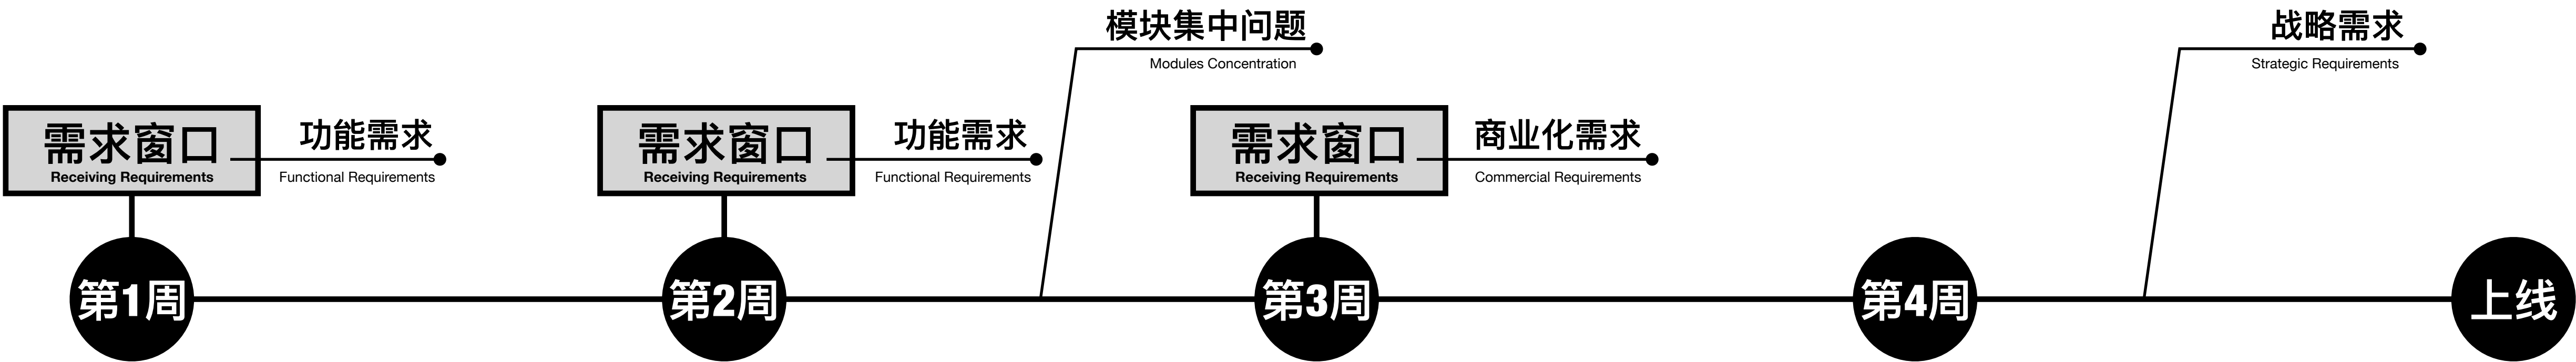 模块集中问题
Modules Concentration
战略需求
Strategic Requirements
需求窗口
Receiving Requirements
功能需求
Functional Requirements
需求窗口
Receiving Requirements
功能需求
Functional Requirements
需求窗口
Receiving Requirements
商业化需求
Commercial Requirements
第1周
第2周
第3周
第4周
上线